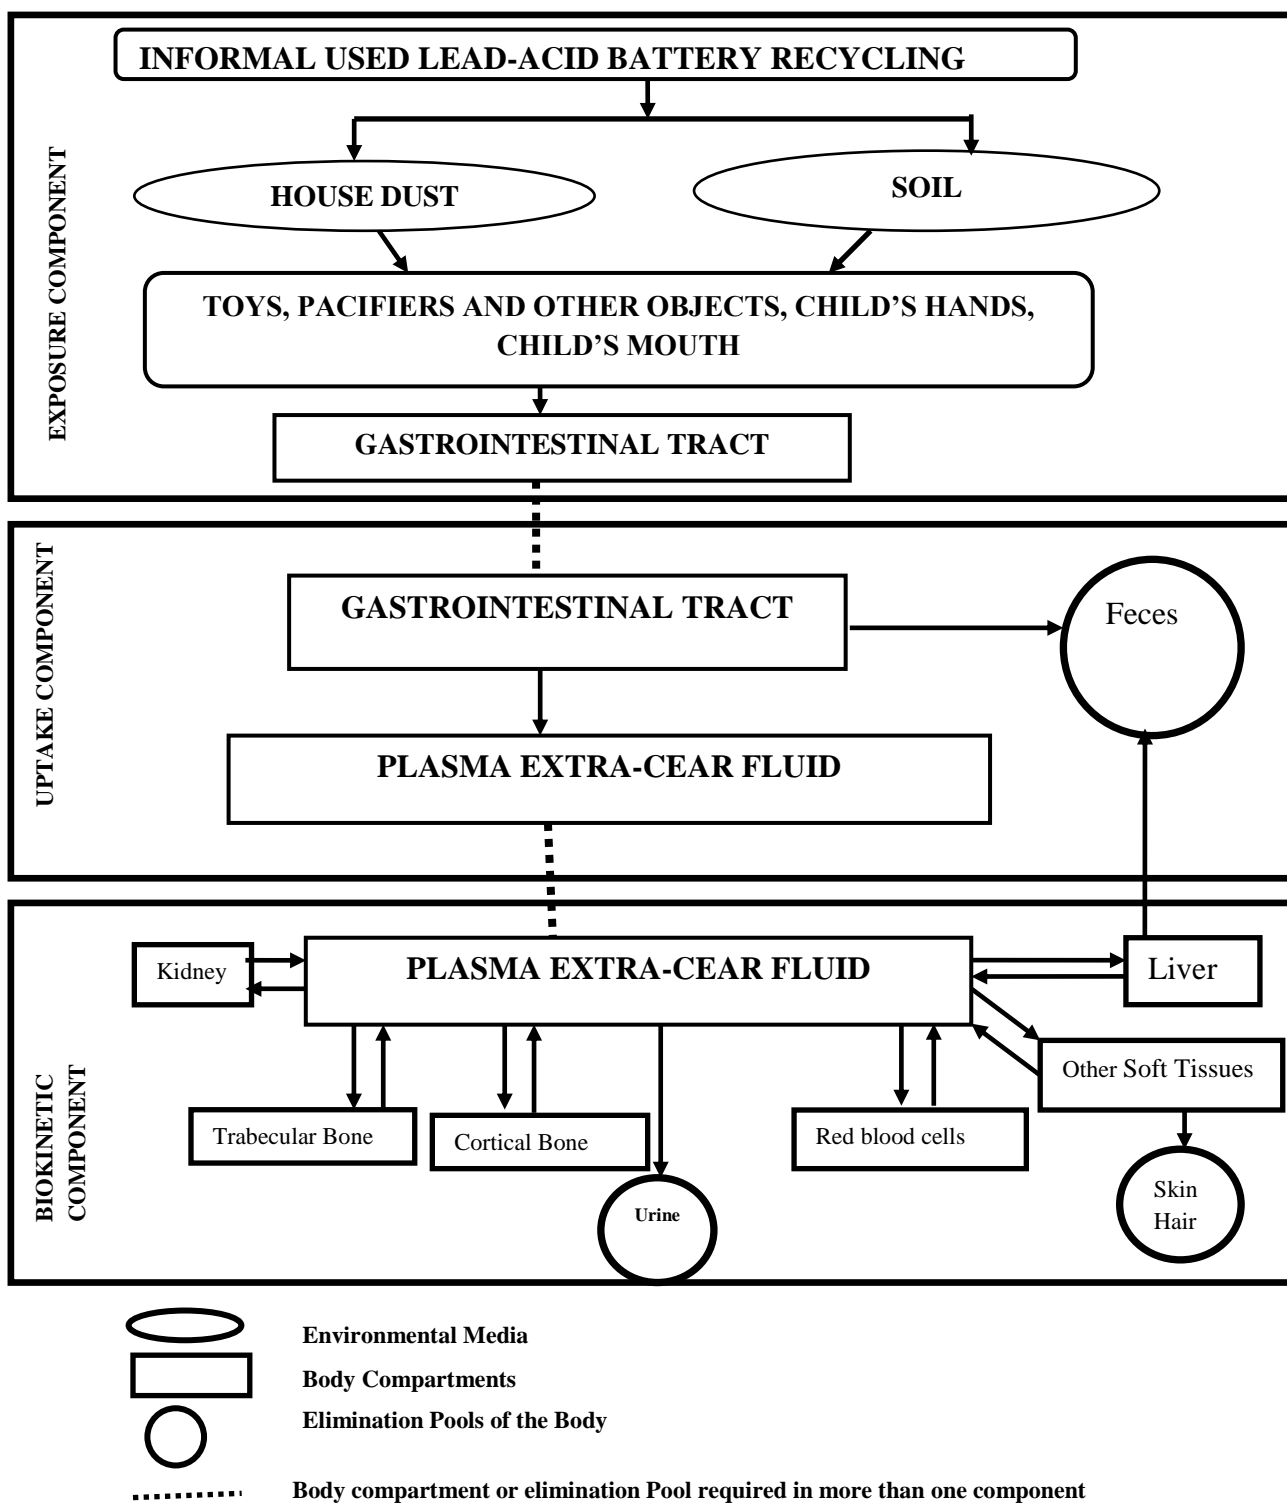 INFORMAL USED LEAD-ACID BATTERY RECYCLING
EXPOSURE COMPONENT
HOUSE DUST
SOIL
TOYS, PACIFIERS AND OTHER OBJECTS, CHILD'S HANDS,
CHILD'S MOUTH
GASTROINTESTINAL TRACT
UPTAKE COMPONENT
GASTROINTESTINAL TRACT
Feces
PLASMA EXTRA-CEAR FLUID
BIOKINETIC
COMPONENT
Kidney
PLASMA EXTRA-CEAR FLUID
Liver
Other Soft Tissues
Trabecular Bone
Cortical Bone
Red blood cells
Urine
Skin
Hair
Environmental Media
Body Compartments
Elimination Pools of the Body
Body compartment or elimination Pool required in more than one component